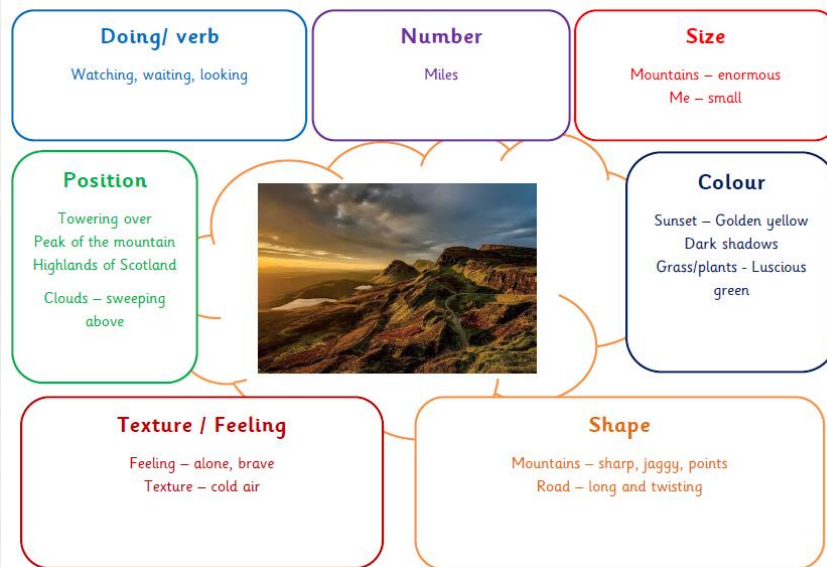 Doing/ verb
Watching, waiting, looking
Number
Miles
Size
Mountains – enormous
Me – small
Position
Towering over
Peak of the mountain
Highlands of Scotland
Clouds – sweeping
above
Colour
Sunset – Golden yellow
Dark shadows
Grass/plants - Luscious
green
Texture / Feeling
Feeling – alone, brave
Texture – cold air
Shape
Mountains – sharp, jaggy, points
Road – long and twisting